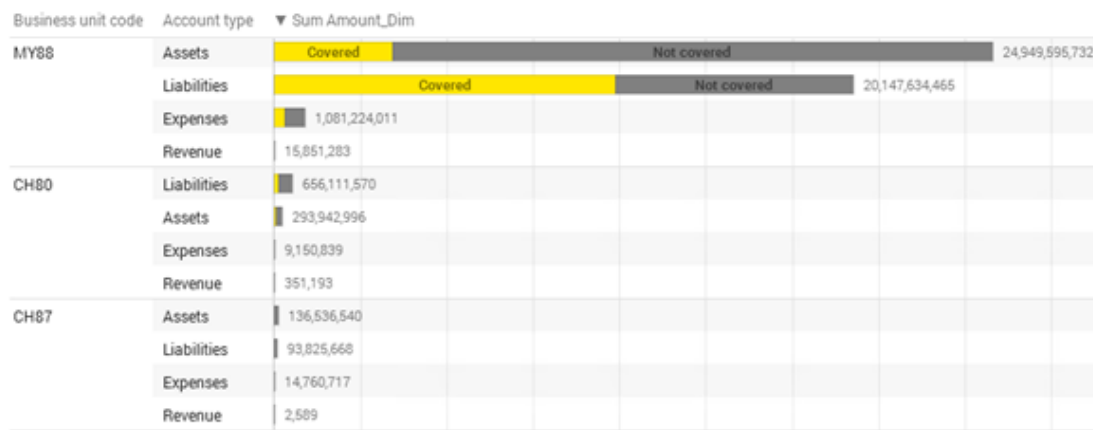 Business unit code Account type ▼ Sum Amount_Dim
MY88 Assets Covered Not covered 24,949,595,732
Liabilities Covered Not covered 20,147,634,465
Expenses 1,081,224,011
Revenue 15,851,283
CH80 Liabilities 656,111,570
Assets 293,942,996
Expenses 9,150,839
Revenue 351,193
CH87 Assets 136,536,540
Liabilities 93,825,668
Expenses 14,760,717
Revenue 2,589